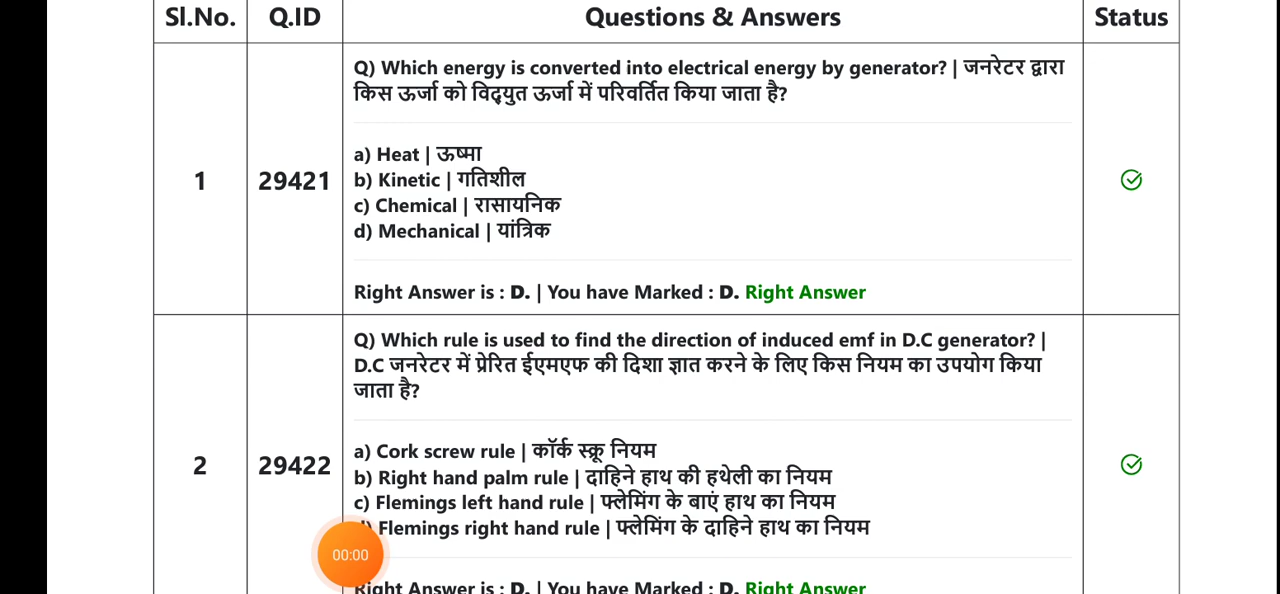 Sl.No. Q.ID Questions & Answers Status
Q) Which energy is converted into electrical energy by generator? | जनरेटर द्वारा
किस ऊर्जा को विद्युत ऊर्जा में परिवर्तित किया जाता है?
a) Heat | ऊष्मा
1 29421 b) Kinetic | गतिशील
c) Chemical | रासायनिक
d) Mechanical | यांत्रिक
Right Answer is : D. | You have Marked : D. Right Answer
Q) Which rule is used to find the direction of induced emf in D.C generator? |
D.C जनरेटर में प्रेरित ईएमएफ की दिशा ज्ञात करने के लिए किस नियम का उपयोग किया
जाता है?
a) Cork screw rule | कॉर्क स्क्रू नियम
2 29422 b) Right hand palm rule | दाहिने हाथ की हथेली का नियम
c) Flemings left hand rule | फ्लेमिंग के बाएं हाथ का नियम
d) Flemings right hand rule | फ्लेमिंग के दाहिने हाथ का नियम
00:00
Right Answer is : D. | You have Marked : D. Right Answer